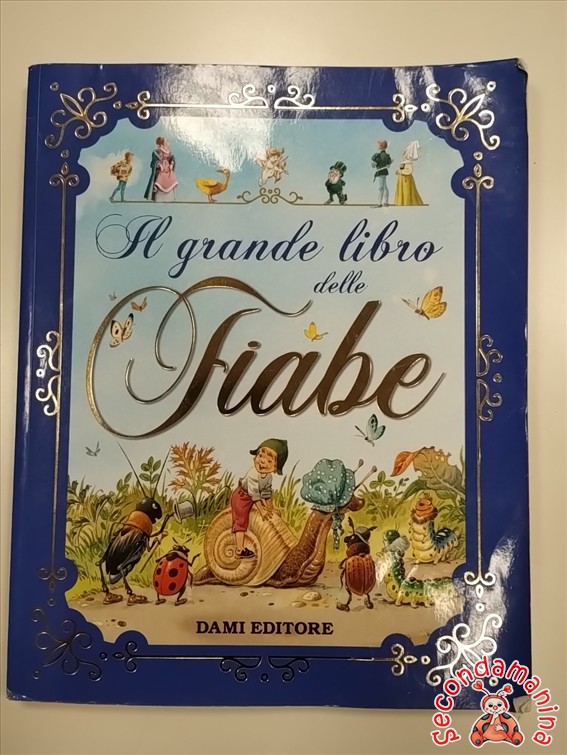 Il grande libro
delle
Fiabe
DAMI EDITORE
Secondamanina